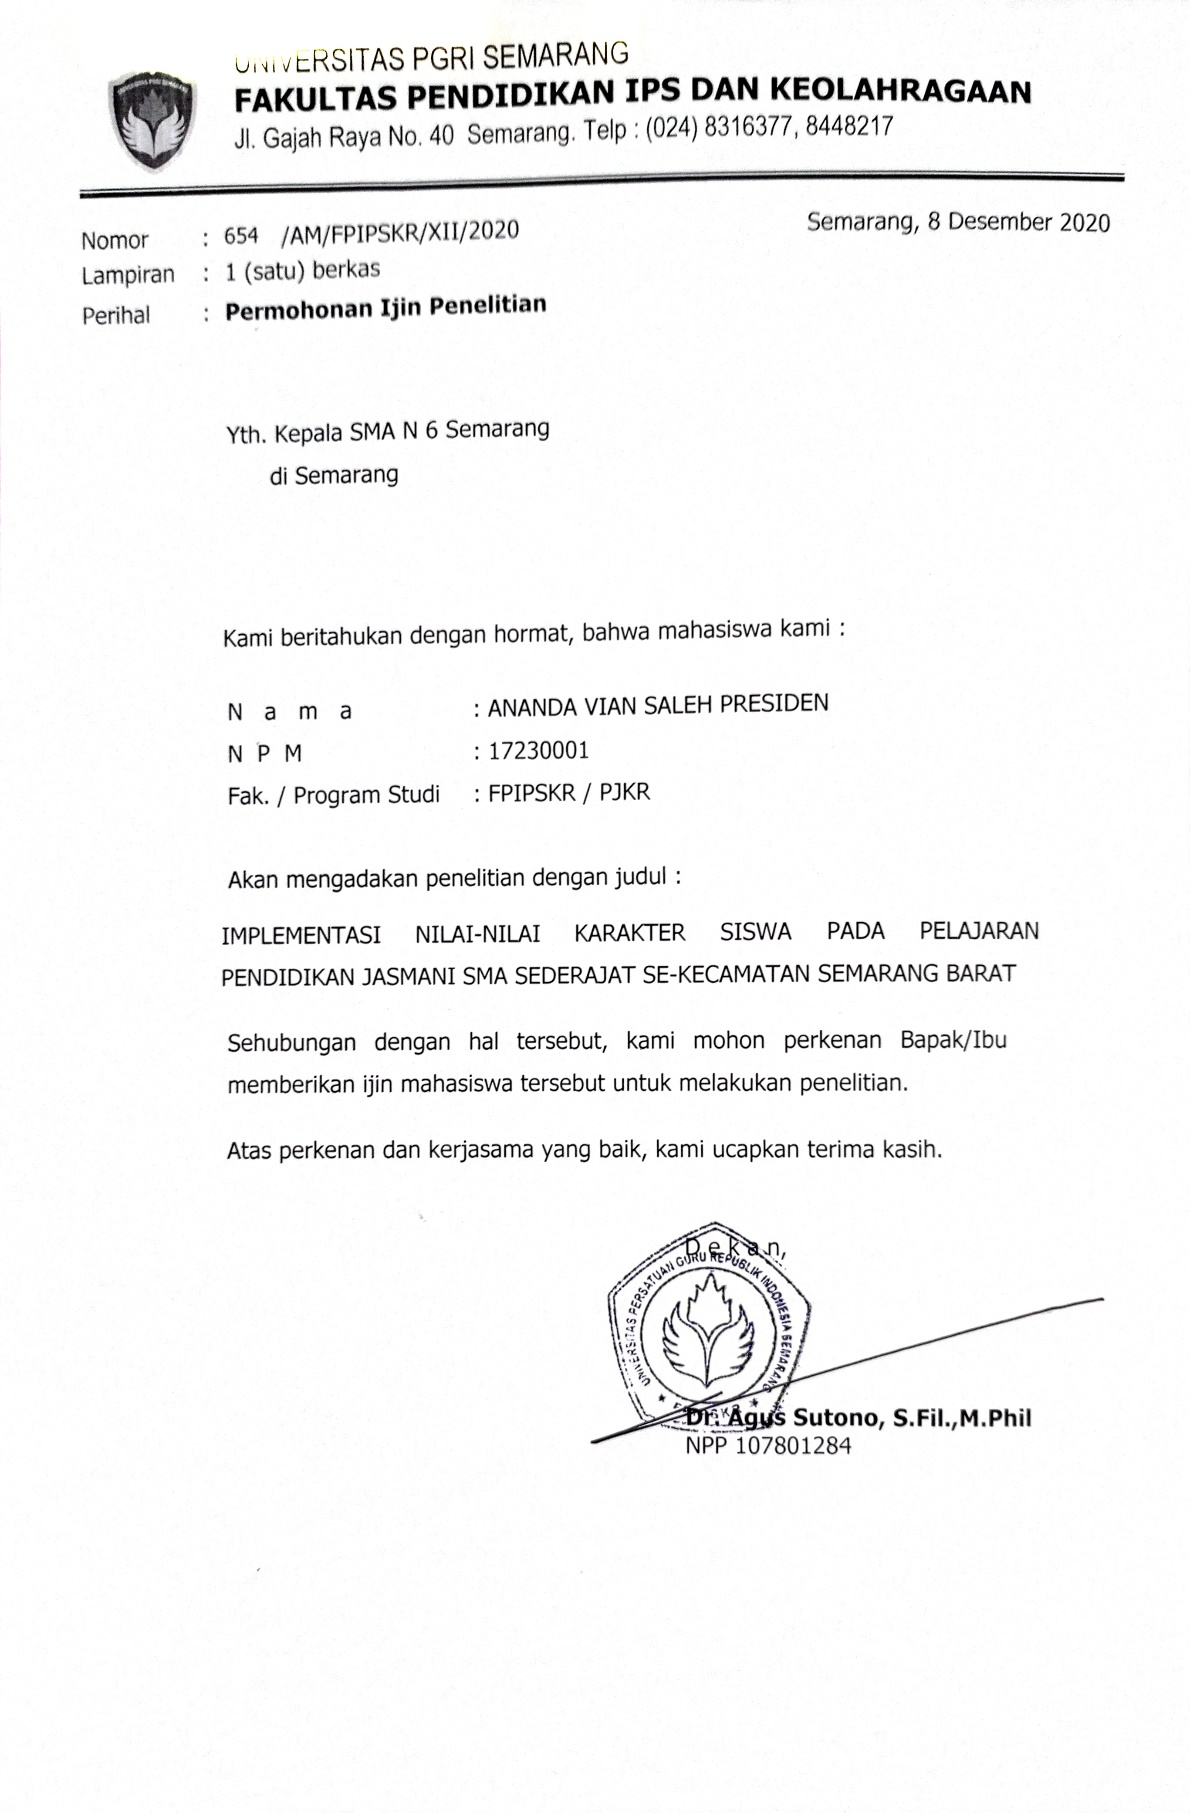 UNIVERSITAS PGRI SEMARANG
FAKULTAS PENDIDIKAN IPS DAN KEOLAHRAGAAN
Jl. Gajah Raya No. 40 Semarang. Telp : (024) 8316377, 8448217
Nomor : 654 /AM/FPIPSKR/XII/2020
Semarang, 8 Desember 2020
Lampiran : 1 (satu) berkas
Perihal : Permohonan Ijin Penelitian
Yth. Kepala SMA N 6 Semarang
di Semarang
Kami beritahukan dengan hormat, bahwa mahasiswa kami :
N a m a : ANANDA VIAN SALEH PRESIDEN
N P M : 17230001
Fak. / Program Studi : FPIPSKR / PJKR
Akan mengadakan penelitian dengan judul :
IMPLEMENTASI NILAI-NILAI KARAKTER SISWA PADA PELAJARAN
PENDIDIKAN JASMANI SMA SEDERAJAT SE-KECAMATAN SEMARANG BARAT
Sehubungan dengan hal tersebut, kami mohon perkenan Bapak/Ibu
memberikan ijin mahasiswa tersebut untuk melakukan penelitian.
Atas perkenan dan kerjasama yang baik, kami ucapkan terima kasih.
D e k a n,
UNIVERSITAS PERSATUAN GURU REPUBLIK INDONESIA SEMARANG
Dr. Agus Sutono, S.Fil.,M.Phil
NPP 107801284